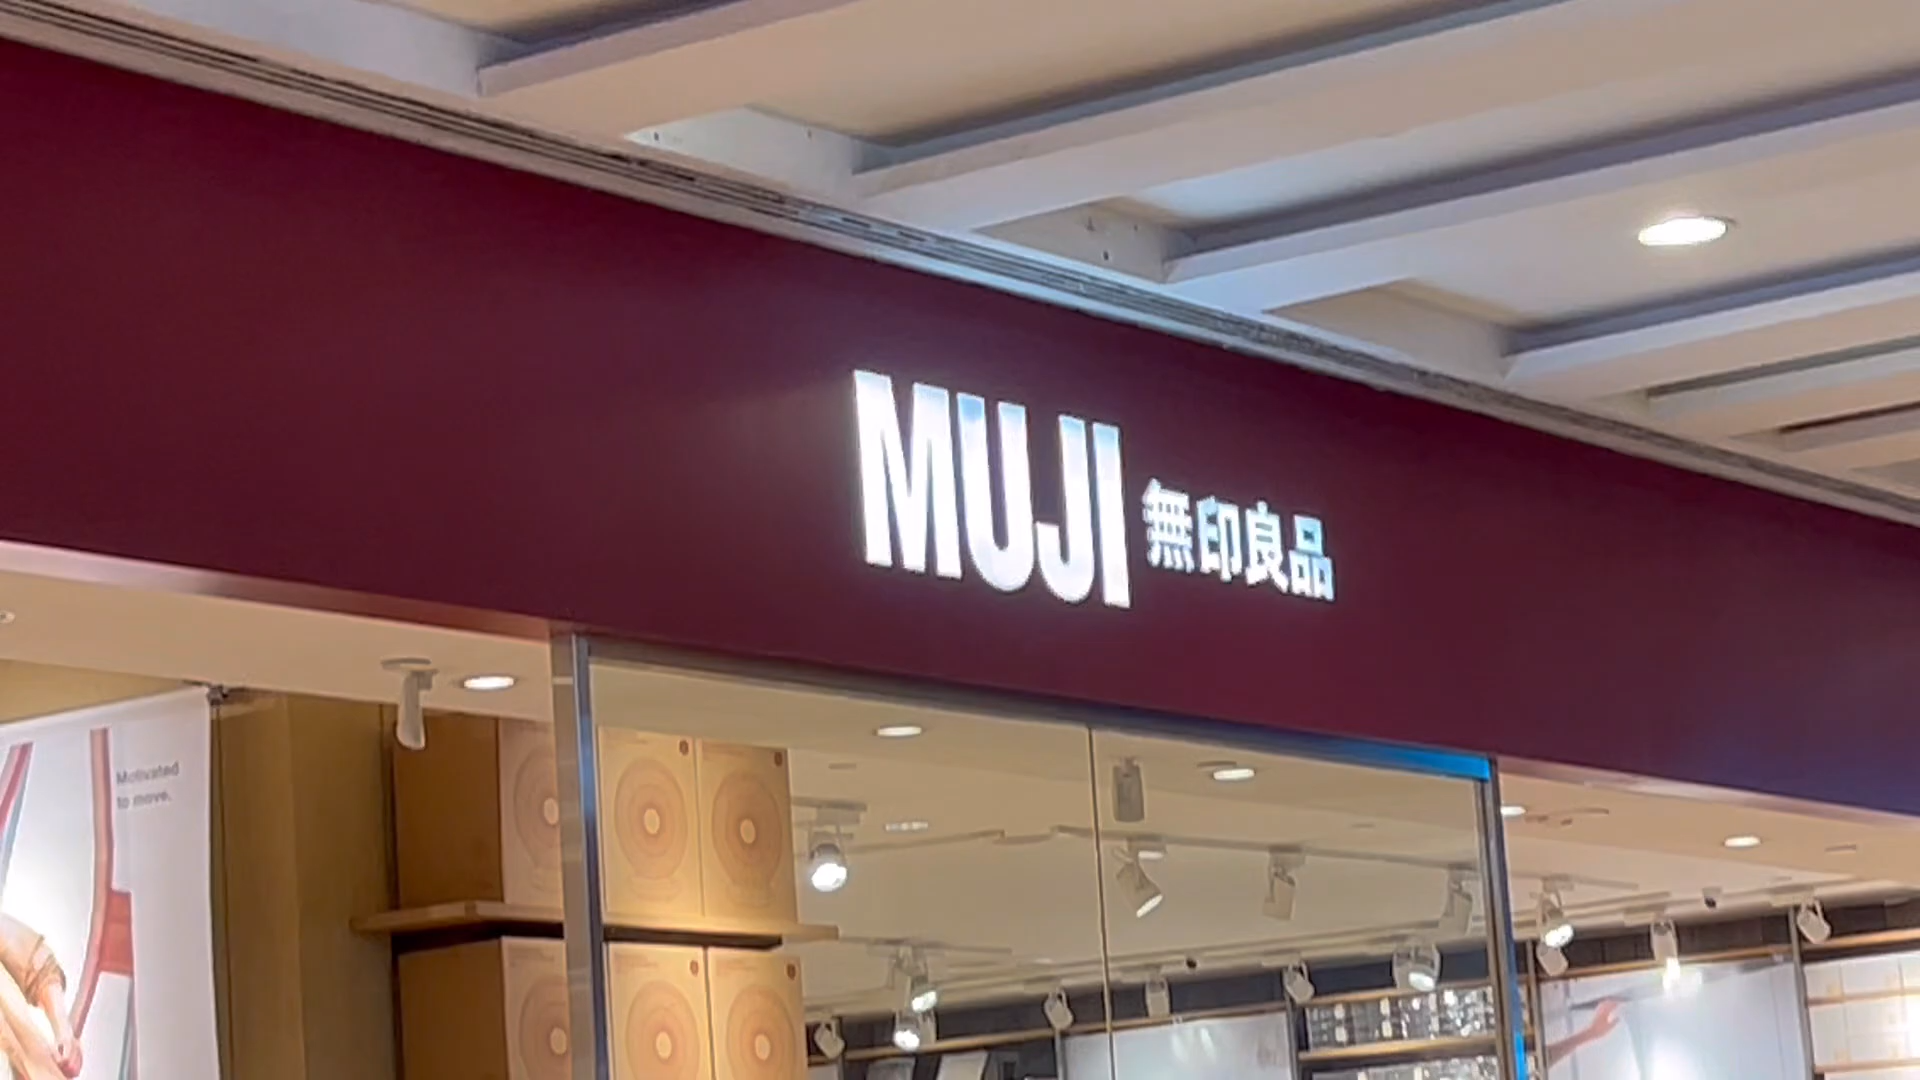 MUJI 無印良品
Motivated
to move.